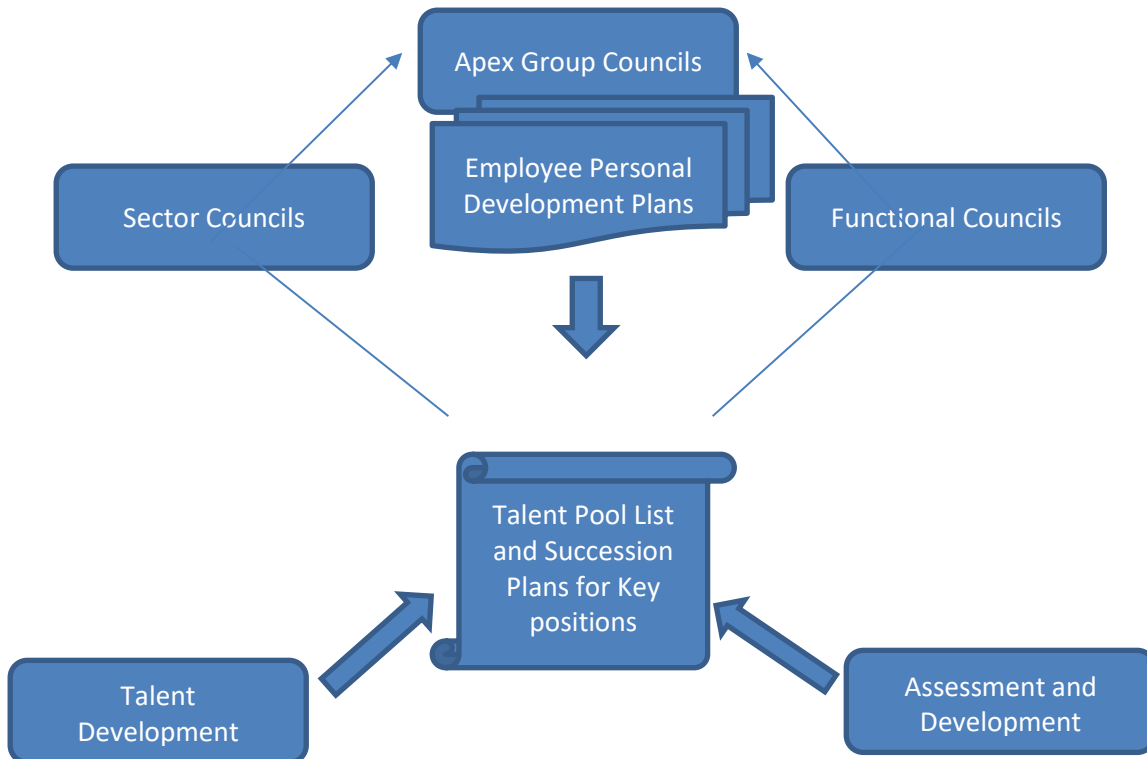 Apex Group Councils
Employee Personal
Development Plans
Sector Councils
Functional Councils
Talent Pool List
and Succession
Plans for Key
positions
Talent
Development
Assessment and
Development